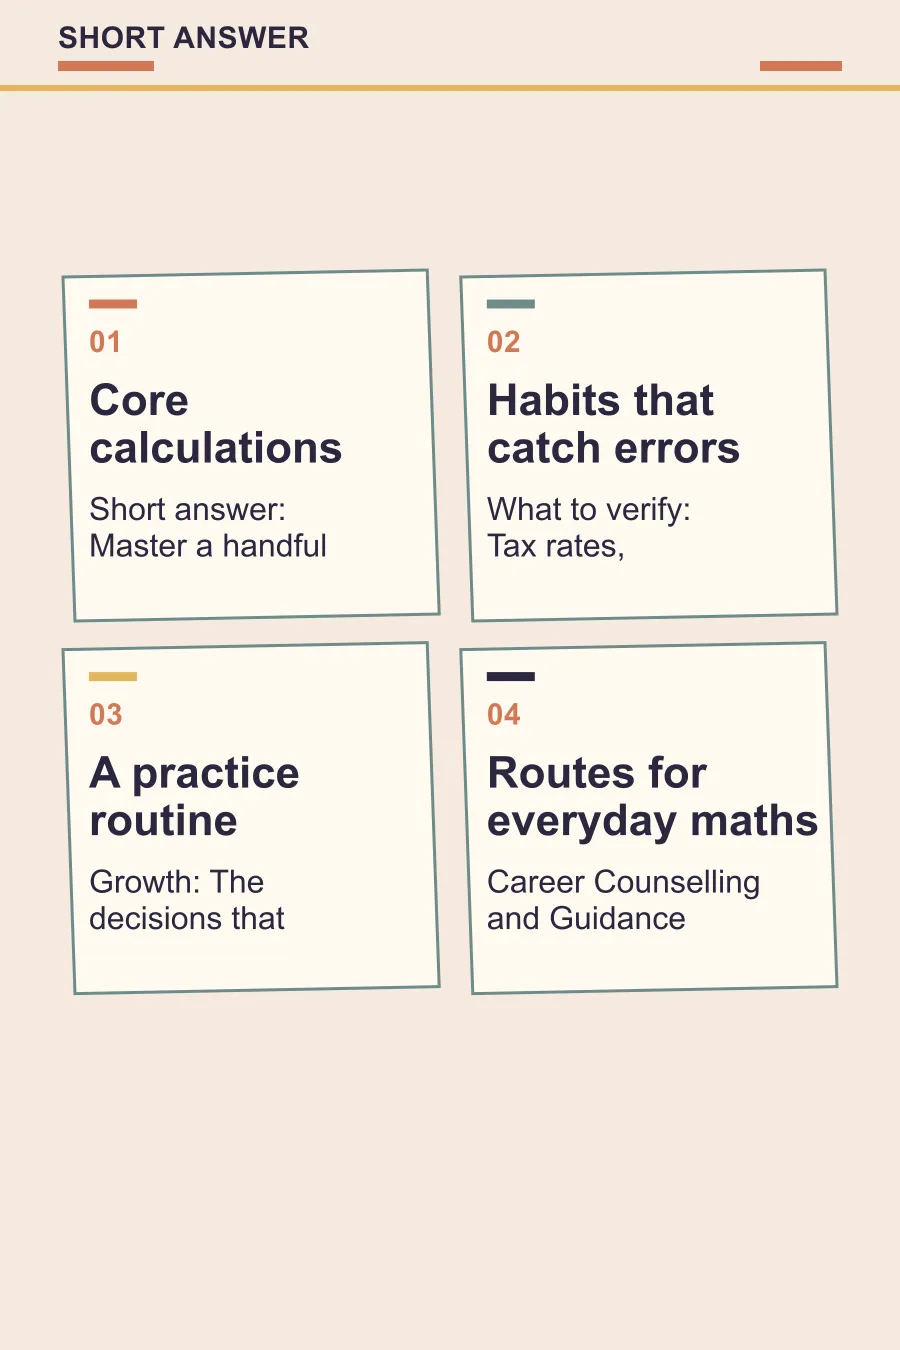 SHORT ANSWER
01
Core
calculations
Short answer:
Master a handful
02
Habits that
catch errors
What to verify:
Tax rates,
03
A practice
routine
Growth: The
decisions that
04
Routes for
everyday maths
Career Counselling
and Guidance